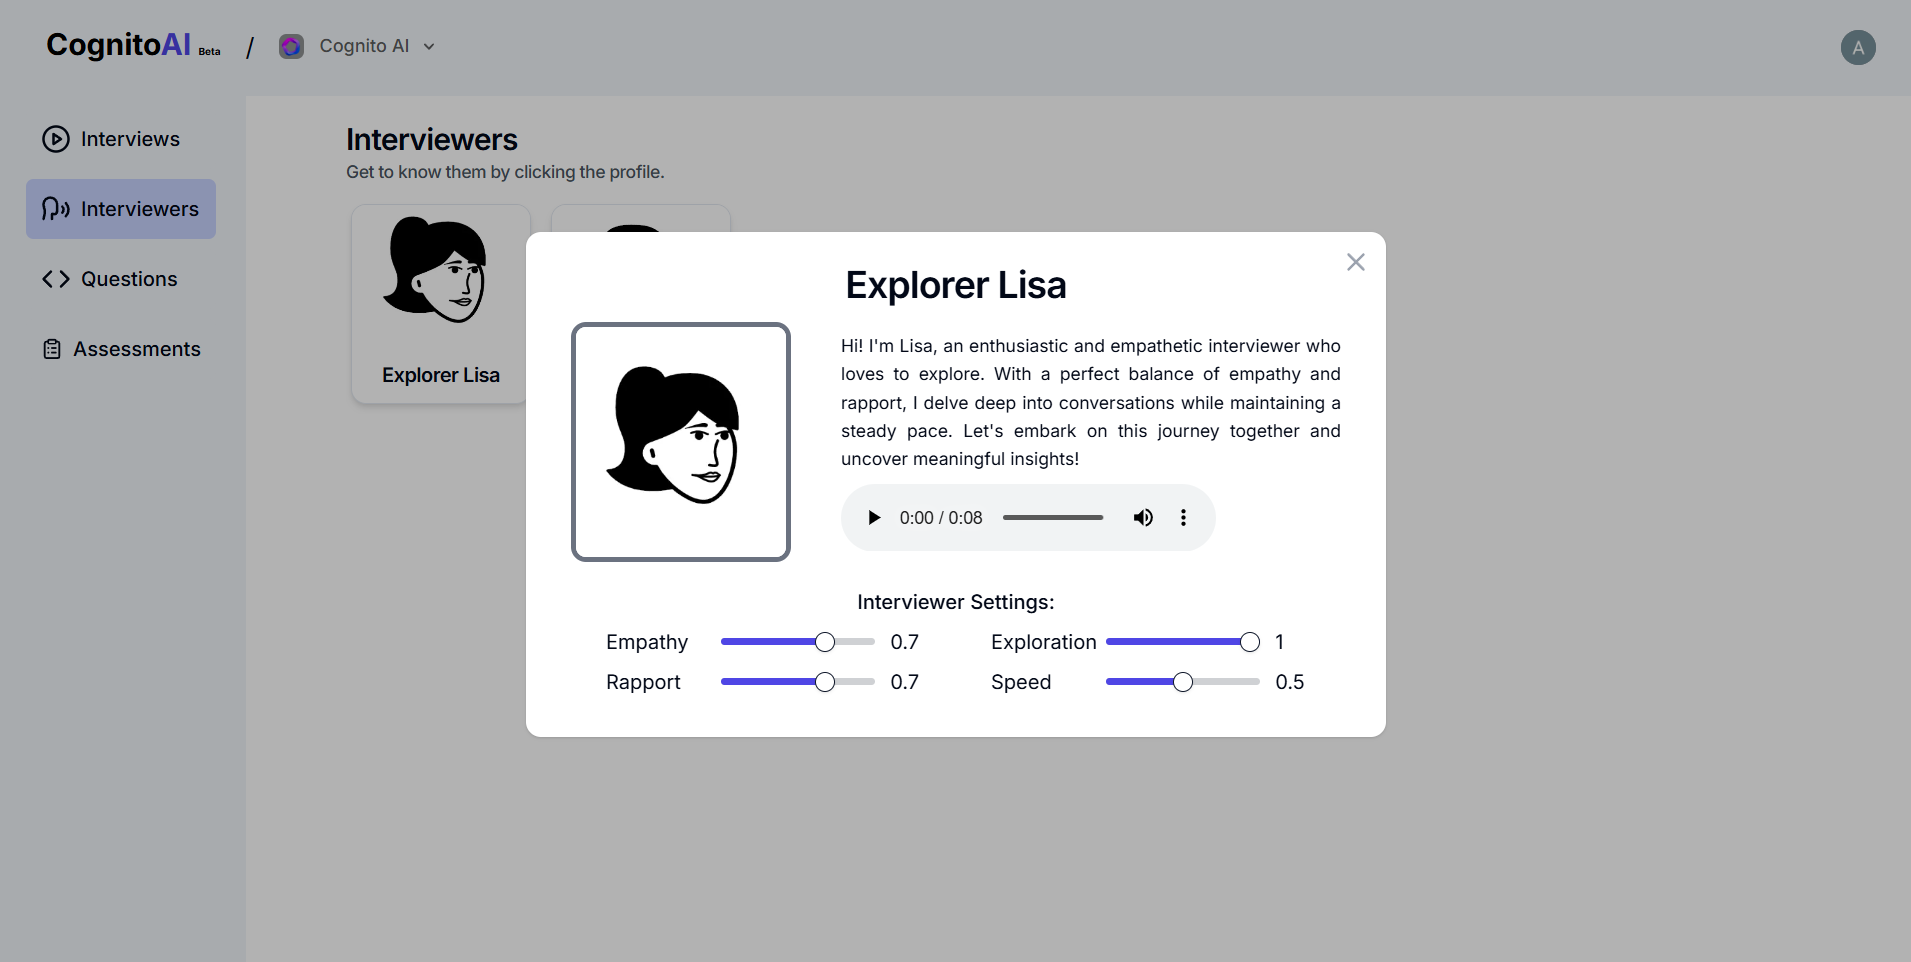 CognitoAI Beta / Cognito AI
A
Interviews
Interviewers
Questions
Assessments
Interviewers
Get to know them by clicking the profile.
Explorer Lisa
Explorer Lisa
Hi! I'm Lisa, an enthusiastic and empathetic interviewer who
loves to explore. With a perfect balance of empathy and
rapport, I delve deep into conversations while maintaining a
steady pace. Let's embark on this journey together and
uncover meaningful insights!
0:00 / 0:08
Interviewer Settings:
Empathy 0.7 Exploration 1
Rapport 0.7 Speed 0.5